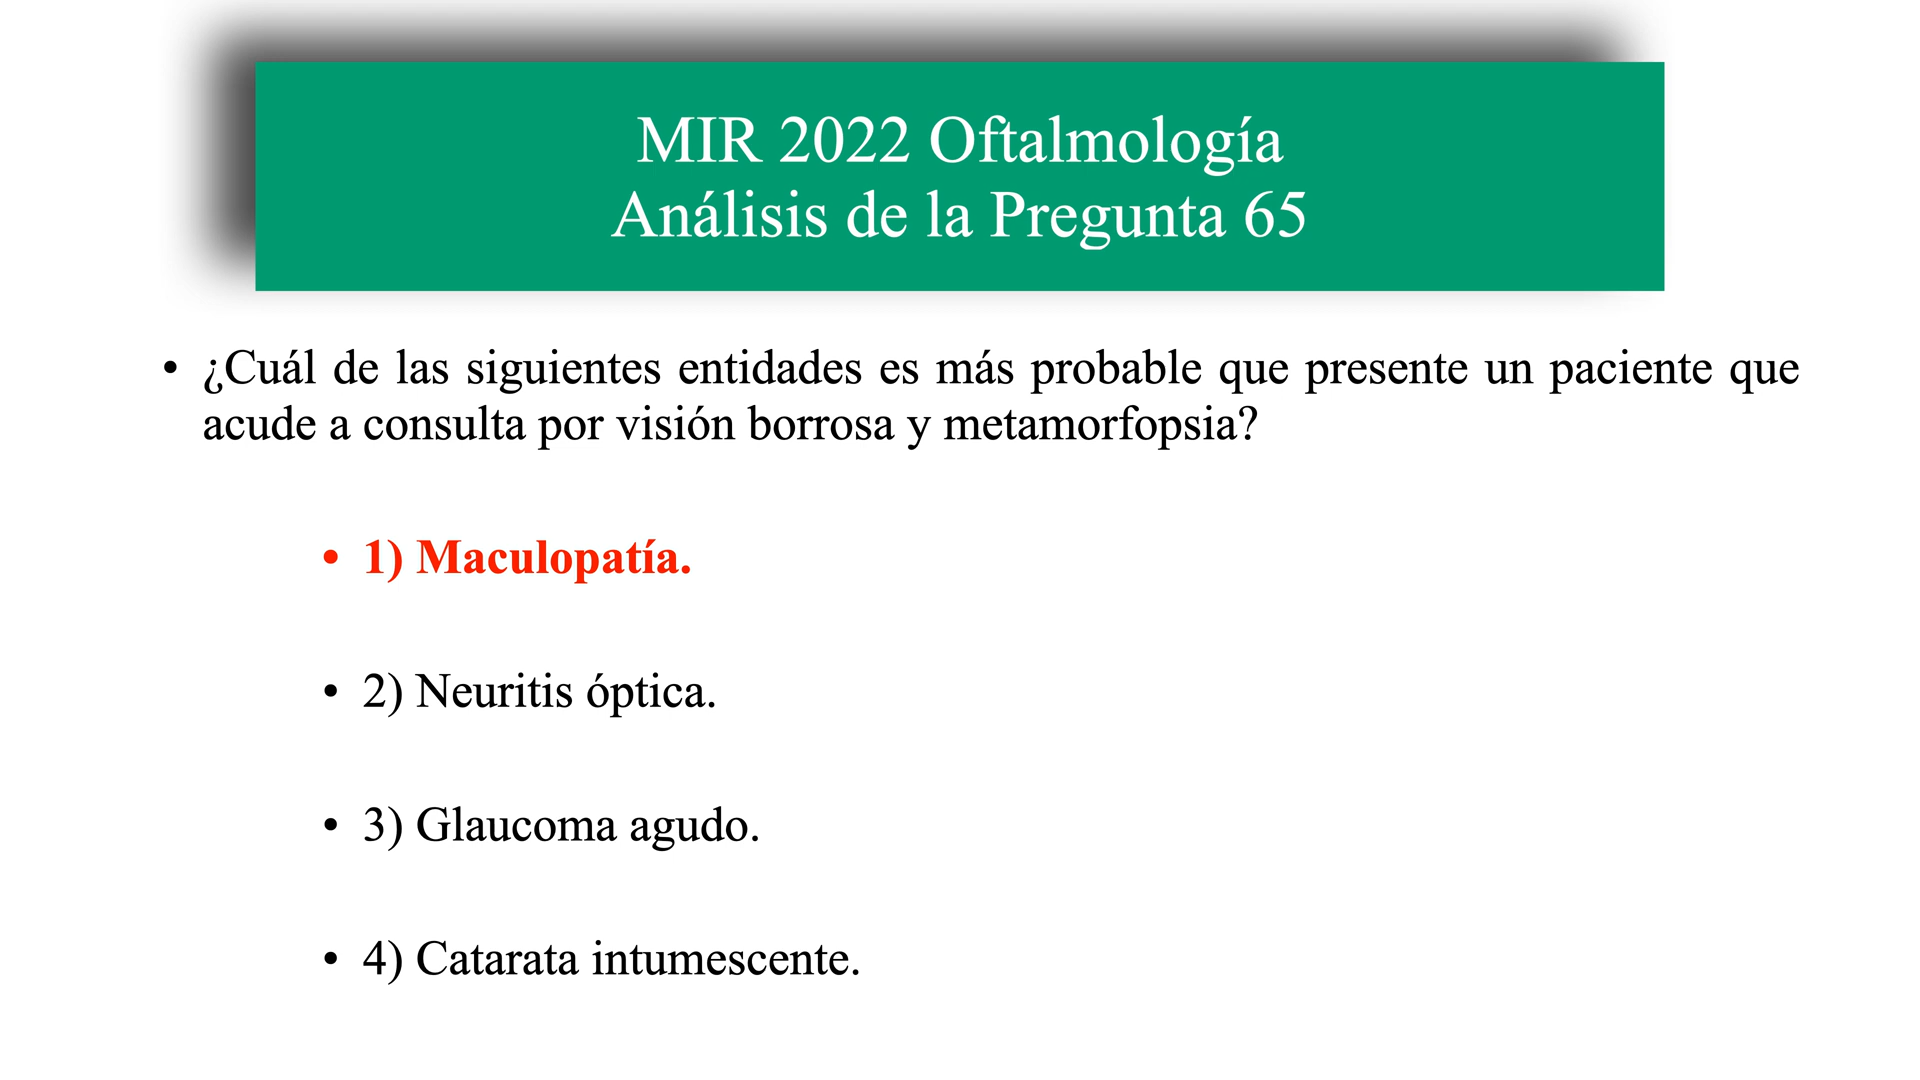 MIR 2022 Oftalmología
Análisis de la Pregunta 65
• ¿Cuál de las siguientes entidades es más probable que presente un paciente que
acude a consulta por visión borrosa y metamorfopsia?
• 1) Maculopatía.
• 2) Neuritis óptica.
• 3) Glaucoma agudo.
• 4) Catarata intumescente.